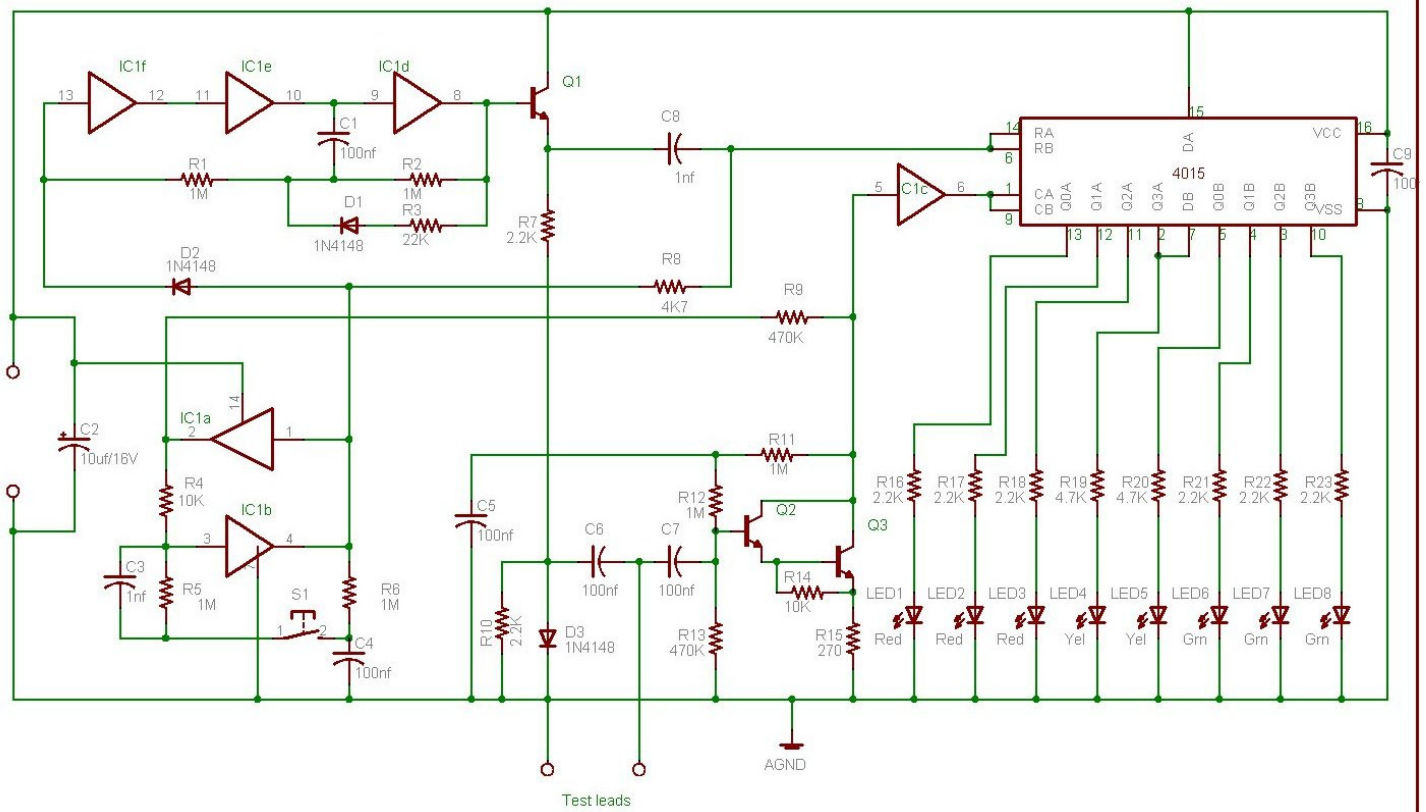 IC1f
IC1e
IC1d
Q1
13
12
11
10
9
8
C1
100nf
C8
1nf
R1
1M
R2
1M
D1
1N4148
R3
22K
R7
2.2K
D2
1N4148
R8
4K7
R9
470K
5
C1c
6
14
6
1
9
15
16
8
RA
RB
CA
CB
DA
4015
VCC
VSS
Q0A
Q1A
Q2A
Q3A
DB
Q0B
Q1B
Q2B
Q3B
13
12
11
2
7
5
4
3
10
C9
100
IC1a
14
2
1
C2
10uf/16V
R4
10K
IC1b
3
4
7
C3
1nf
R5
1M
S1
1
2
R6
1M
C4
100nf
C5
100nf
R11
1M
R12
1M
Q2
Q3
C6
100nf
C7
100nf
R14
10K
R10
2.2K
D3
1N4148
R13
470K
R15
270
R16
2.2K
R17
2.2K
R18
2.2K
R19
4.7K
R20
4.7K
R21
2.2K
R22
2.2K
R23
2.2K
LED1
LED2
LED3
LED4
LED5
LED6
LED7
LED8
Red
Red
Red
Yel
Yel
Grn
Grn
Grn
AGND
Test leads